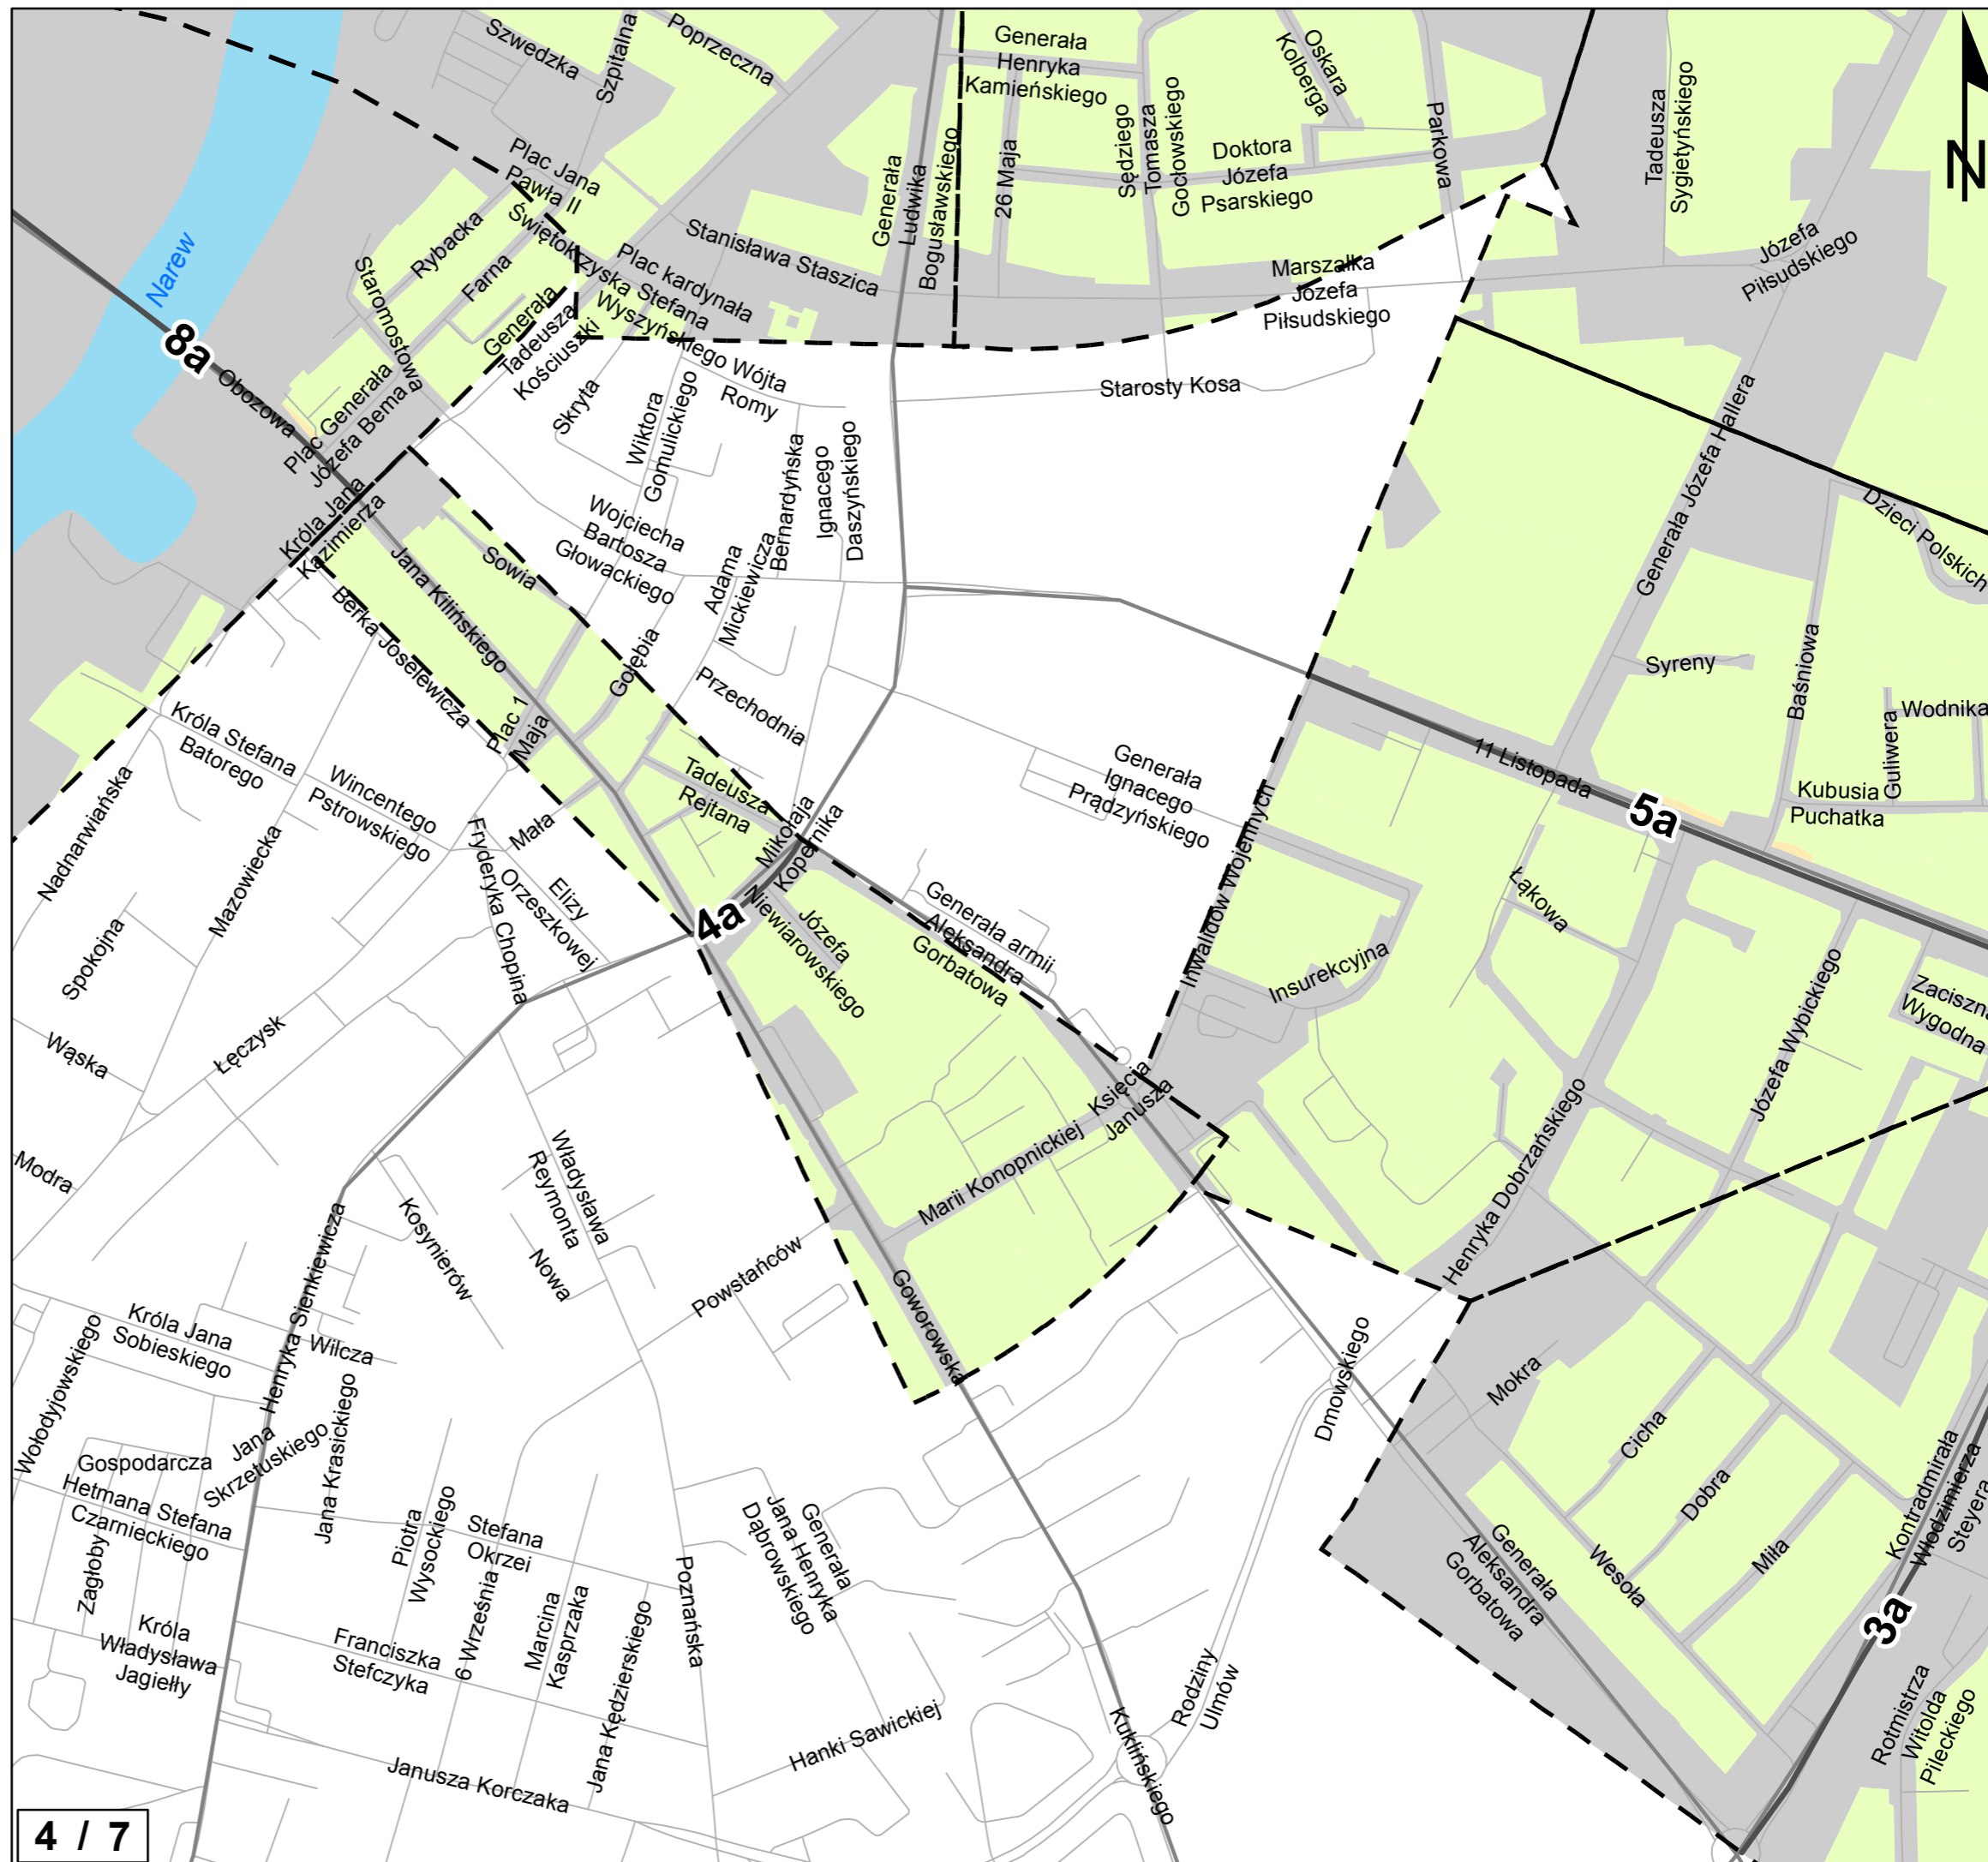 Szwedzka
Szpitalna
Poprzeczna
Generała
Henryka
Kamieńskiego
Oskara
Kolberga
Sędziego
Tomasza
Gocłowskiego
Parkowa
Tadeusza
Sygietyńskiego
N
Plac Jana
Pawła II
Generała
Ludwika
Bogusławskiego
26 Maja
Doktora
Józefa
Psarskiego
Narew
Rybacka
Farna
Świętokrzyska
Plac kardynała
Stefana
Wyszyńskiego
Stanisława Staszica
Marszałka
Józefa
Piłsudskiego
Józefa
Piłsudskiego
8a
Obozowa
Staromostowa
Plac Generała
Józefa Bema
Generała
Tadeusza
Kościuszki
Skryta
Wójta
Romy
Starosty Kosa
Wiktora
Gomulickiego
Bernardyńska
Ignacego
Daszyńskiego
Generała Józefa Hallera
Dzieci Polskich
Króla Jana
Kazimierza
Jana Kilińskiego
Sowia
Wojciecha
Bartosza
Głowackiego
Adama
Mickiewicza
Berka Joselewicza
Gołębia
Przechodnia
Plac 1
Maja
Syreny
Baśniowa
Guliwera
Wodnika
Kubusia
Puchatka
11 Listopada
5a
Króla Stefana
Batorego
Nadnarwiańska
Wincentego
Pstrowskiego
Mała
Tadeusza
Rejtana
Mikołaja
Kopernika
Generała
Ignacego
Prądzyńskiego
Inwalidów Wojennych
Mazowiecka
Spokojna
Fryderyka Chopina
Elizy
Orzeszkowej
4a
Józefa
Niewiarowskiego
Generała armii
Aleksandra
Gorbatowa
Łąkowa
Insurekcyjna
Józefa Wybickiego
Wygodna
Wąska
Łęczysk
Modra
Księcia
Janusza
Marii Konopnickiej
Henryka Dobrzańskiego
Władysława
Reymonta
Nowa
Kosynierów
Powstańców
Goworowska
Henryka Sienkiewicza
Króla Jana
Sobieskiego
Wilcza
Wołodyjowskiego
Jana
Skrzetuskiego
Jana Krasickiego
Gospodarcza
Hetmana Stefana
Czarnieckiego
Zagłoby
Król​a
Władysława
Jagiełły
Piotra
Wysockiego
Stefana
Okrzei
6 Września
Marcina
Kasprzaka
Franciszka
Stefczyka
Jana Kędzierskiego
Poznańska
Generała
Jana Henryka
Dąbrowskiego
Hanki Sawickiej
Janusza Korczaka
Kuklińskiego
Rodziny
Ulmów
Dmowskiego
Mokra
Cicha
Dobra
Miła
Wesoła
Generała
Aleksandra
Gorbatowa
Kontradmirała
Włodzimierza
Steyera
3a
Rotmistrza
Witolda
Pileckiego
4 / 7